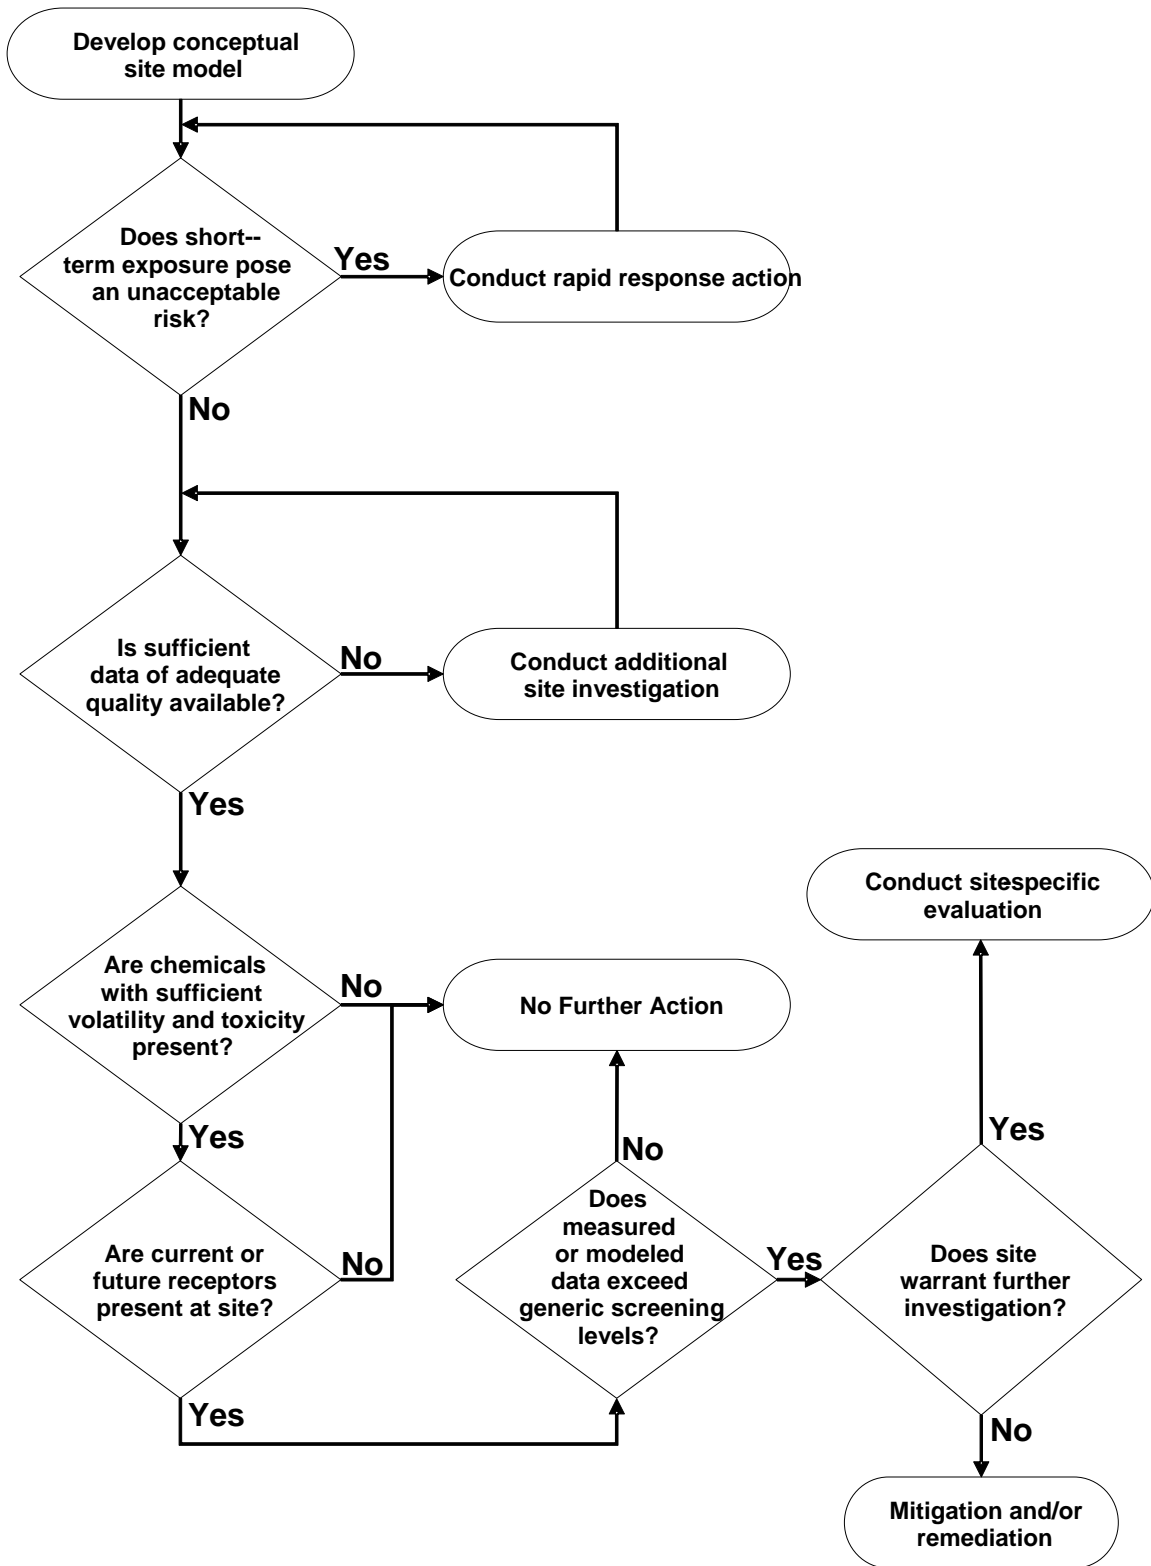 Develop conceptual
site model
Does short--
term exposure pose
an unacceptable
risk?
Yes
Conduct rapid response action
No
Is sufficient
data of adequate
quality available?
No
Conduct additional
site investigation
Yes
Are chemicals
with sufficient
volatility and toxicity
present?
No
No Further Action
Yes
Are current or
future receptors
present at site?
No
Yes
Does
measured
or modeled
data exceed
generic screening
levels?
No
Yes
Does site
warrant further
investigation?
Yes
Conduct sitespecific
evaluation
No
Mitigation and/or
remediation